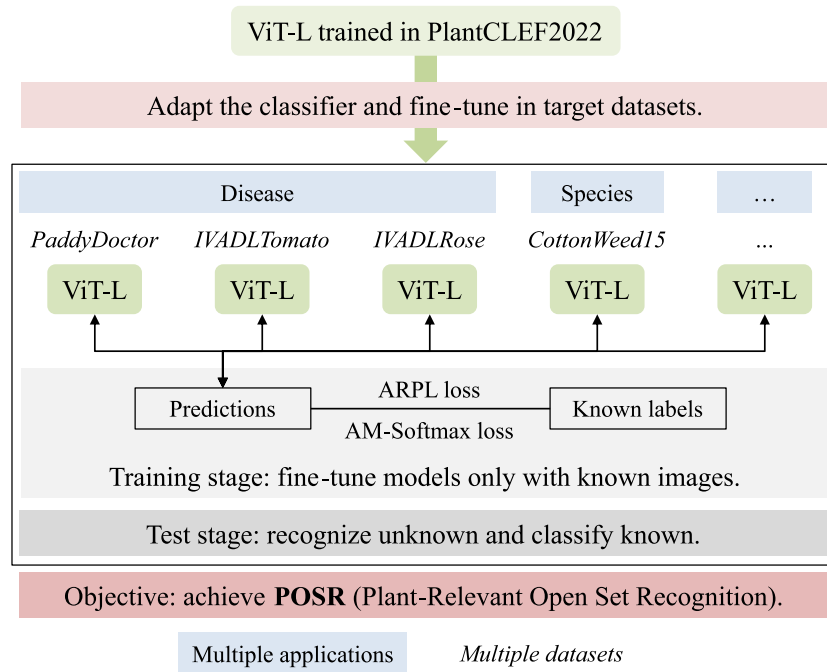 ViT-L trained in PlantCLEF2022
Adapt the classifier and fine-tune in target datasets.
Disease Species ...
PaddyDoctor IVADLTomato IVADLRose CottonWeed15 ...
ViT-L ViT-L ViT-L ViT-L ViT-L
ARPL loss
Predictions Known labels
AM-Softmax loss
Training stage: fine-tune models only with known images.
Test stage: recognize unknown and classify known.
Objective: achieve POSR (Plant-Relevant Open Set Recognition).
Multiple applications Multiple datasets